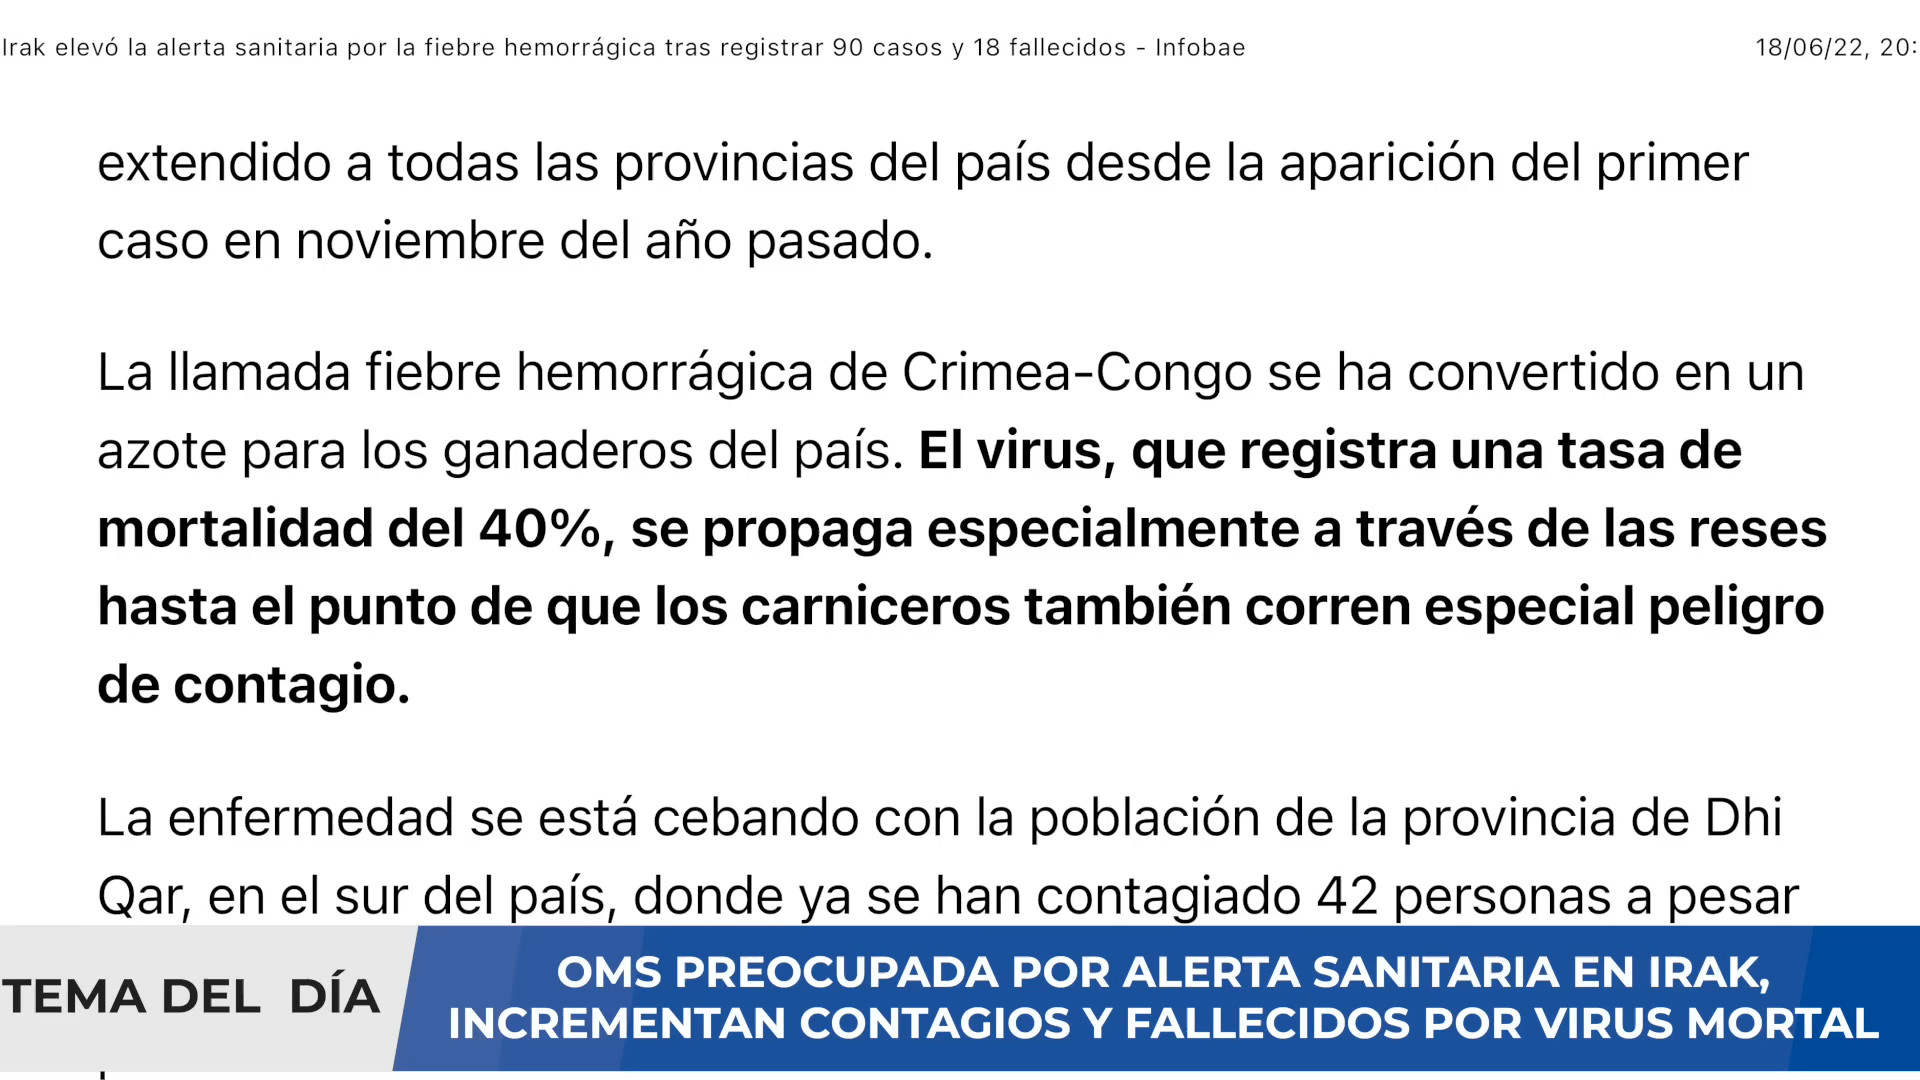 Irak elevó la alerta sanitaria por la fiebre hemorrágica tras registrar 90 casos y 18 fallecidos - Infobae
18/06/22, 20:
extendido a todas las provincias del país desde la aparición del primer
caso en noviembre del año pasado.
La llamada fiebre hemorrágica de Crimea-Congo se ha convertido en un
azote para los ganaderos del país. El virus, que registra una tasa de
mortalidad del 40%, se propaga especialmente a través de las reses
hasta el punto de que los carniceros también corren especial peligro
de contagio.
La enfermedad se está cebando con la población de la provincia de Dhi
Qar, en el sur del país, donde ya se han contagiado 42 personas a pesar
TEMA DEL DÍA
OMS PREOCUPADA POR ALERTA SANITARIA EN IRAK,
INCREMENTAN CONTAGIOS Y FALLECIDOS POR VIRUS MORTAL